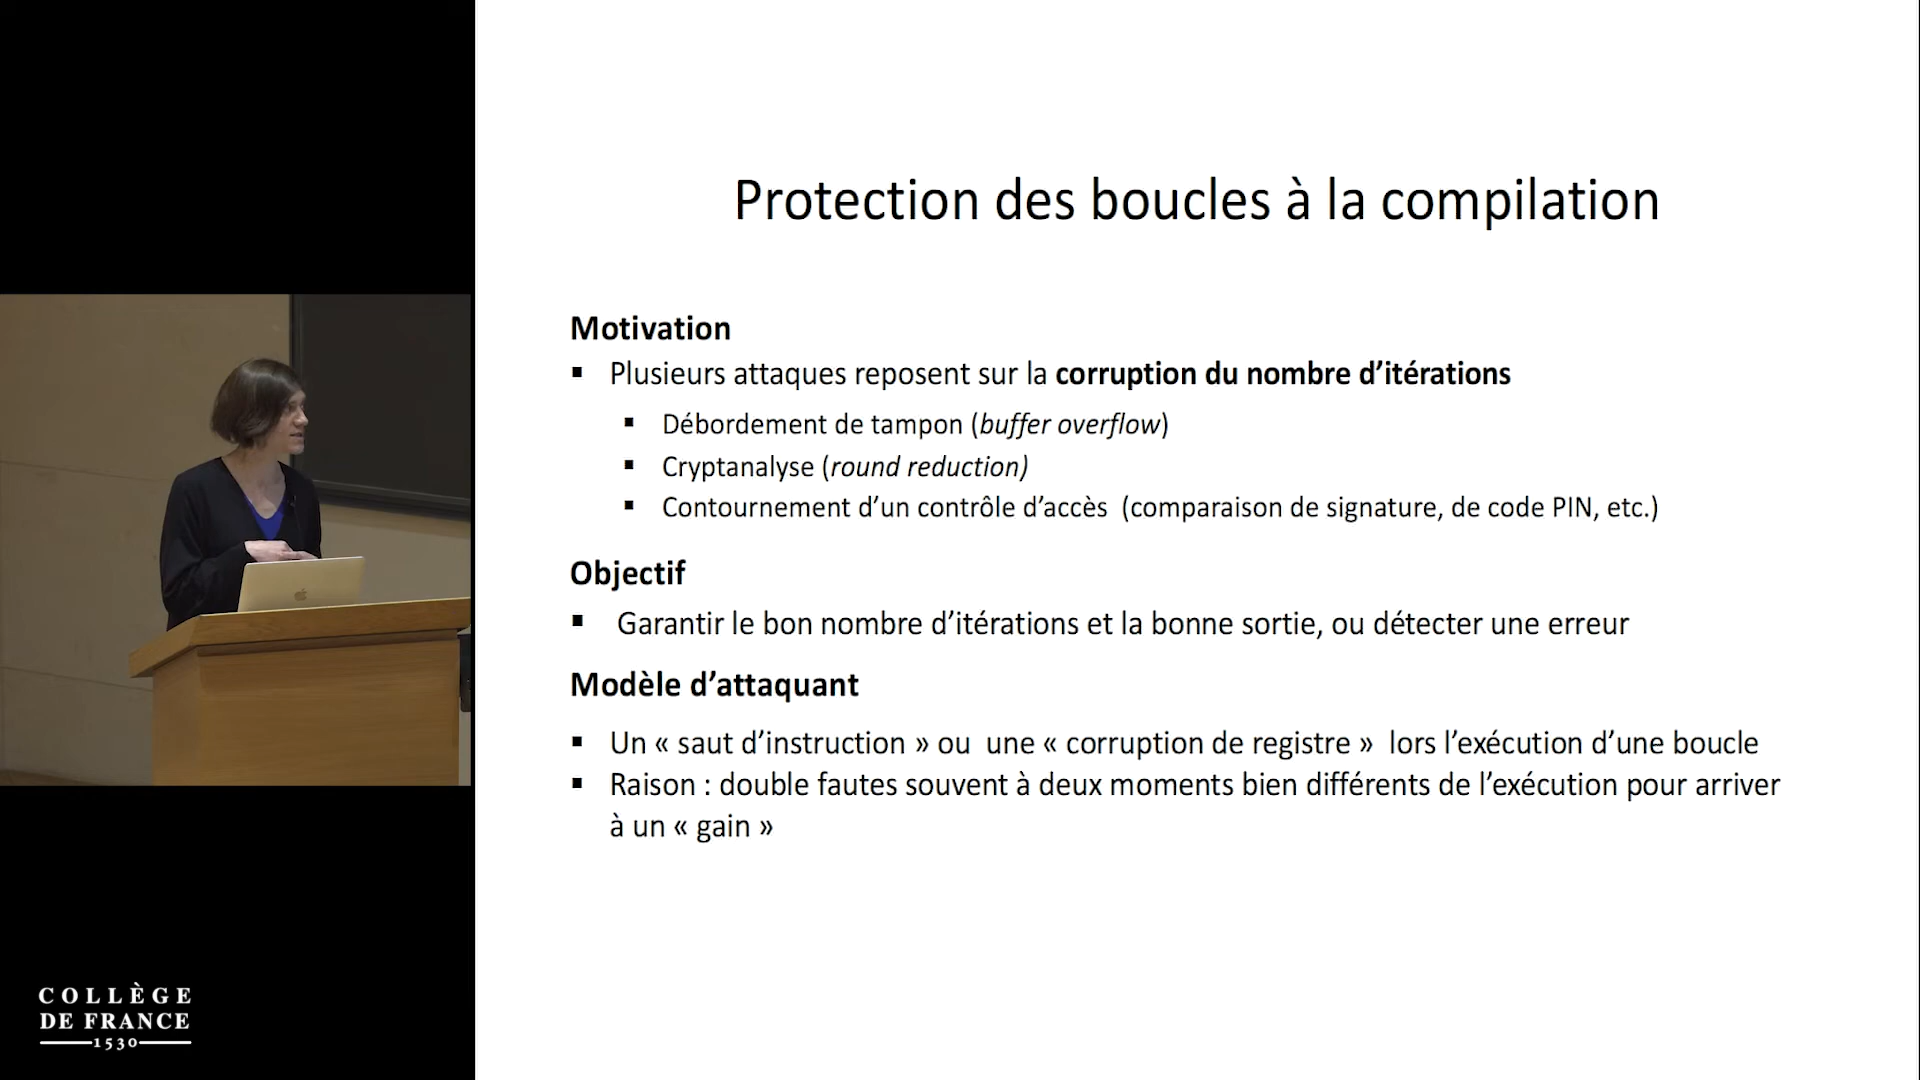 Protection des boucles à la compilation
Motivation
▪ Plusieurs attaques reposent sur la corruption du nombre d’itérations
▪ Débordement de tampon (buffer overflow)
▪ Cryptanalyse (round reduction)
▪ Contournement d’un contrôle d’accès (comparaison de signature, de code PIN, etc.)
Objectif
▪ Garantir le bon nombre d’itérations et la bonne sortie, ou détecter une erreur
Modèle d’attaquant
▪ Un « saut d’instruction » ou une « corruption de registre » lors l’exécution d’une boucle
▪ Raison : double fautes souvent à deux moments bien différents de l’exécution pour arriver
à un « gain »
COLLÈGE
DE FRANCE
1530